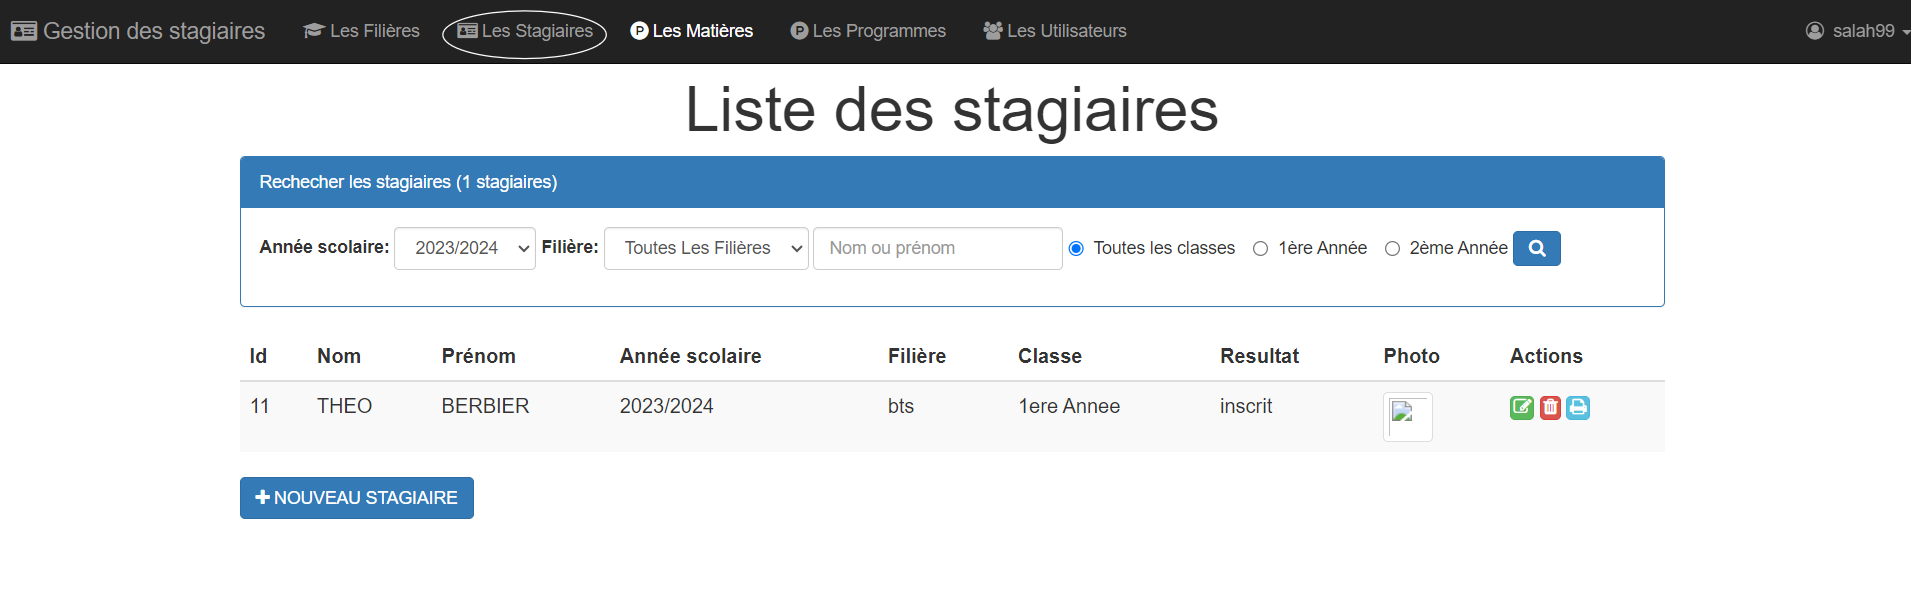 Gestion des stagiaires Les Filières Les Stagiaires P Les Matières P Les Programmes Les Utilisateurs salah99
Liste des stagiaires
Rechecher les stagiaires (1 stagiaires)
Année scolaire: 2023/2024 Filière: Toutes Les Filières Nom ou prénom Toutes les classes 1ère Année 2ème Année
Id Nom Prénom Année scolaire Filière Classe Resultat Photo Actions
11 THEO BERBIER 2023/2024 bts 1ere Annee inscrit
NOUVEAU STAGIAIRE